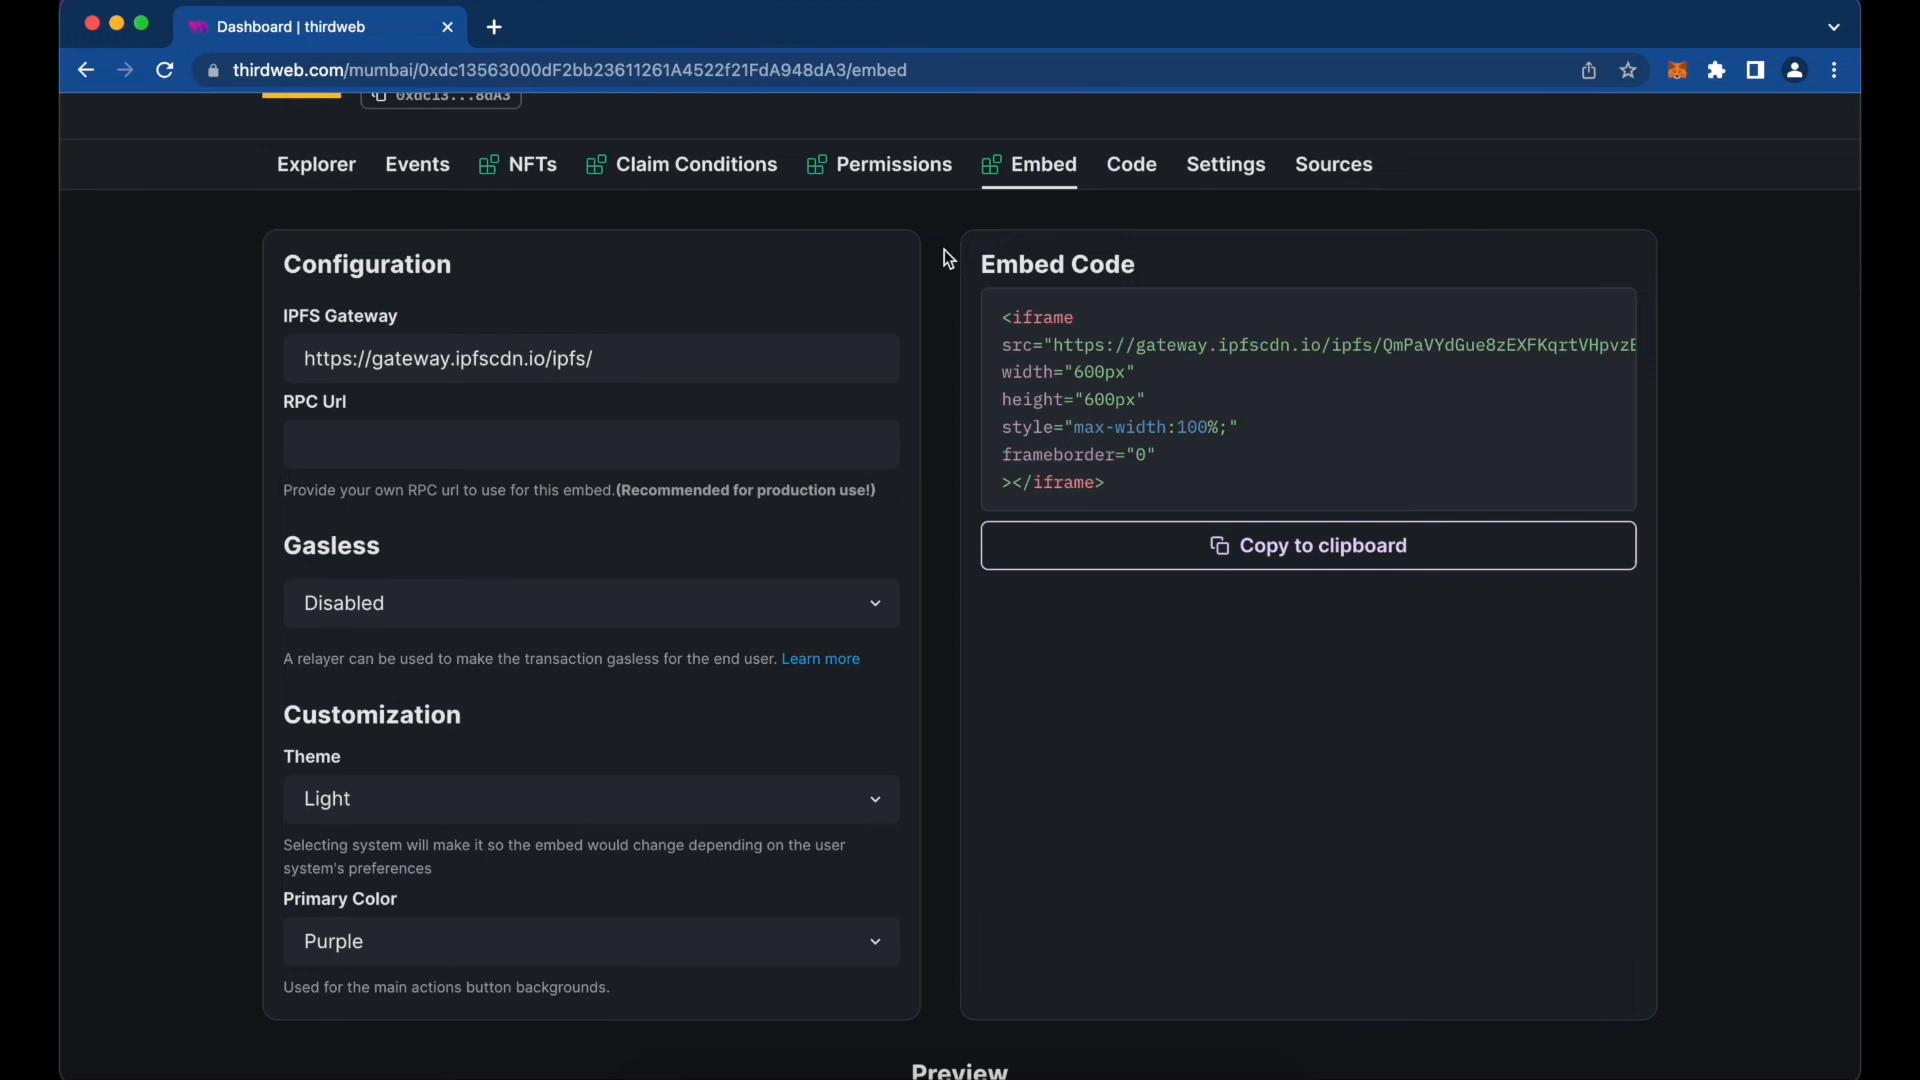 Dashboard | thirdweb
thirdweb.com/mumbai/0xdc13563000dF2bb23611261A4522f21FdA948dA3/embed
0xdc13...8dA3
Explorer Events NFTs Claim Conditions Permissions Embed Code Settings Sources
Configuration
IPFS Gateway
https://gateway.ipfscdn.io/ipfs/
RPC Url
Provide your own RPC url to use for this embed.(Recommended for production use!)
Gasless
Disabled
A relayer can be used to make the transaction gasless for the end user. Learn more
Customization
Theme
Light
Selecting system will make it so the embed would change depending on the user
system's preferences
Primary Color
Purple
Used for the main actions button backgrounds.
Embed Code
<iframe
src="https://gateway.ipfscdn.io/ipfs/QmPaVYdGue8zEXFKqrtVHpvzE
width="600px"
height="600px"
style="max-width:100%;"
frameborder="0"
></iframe>
Copy to clipboard
Preview